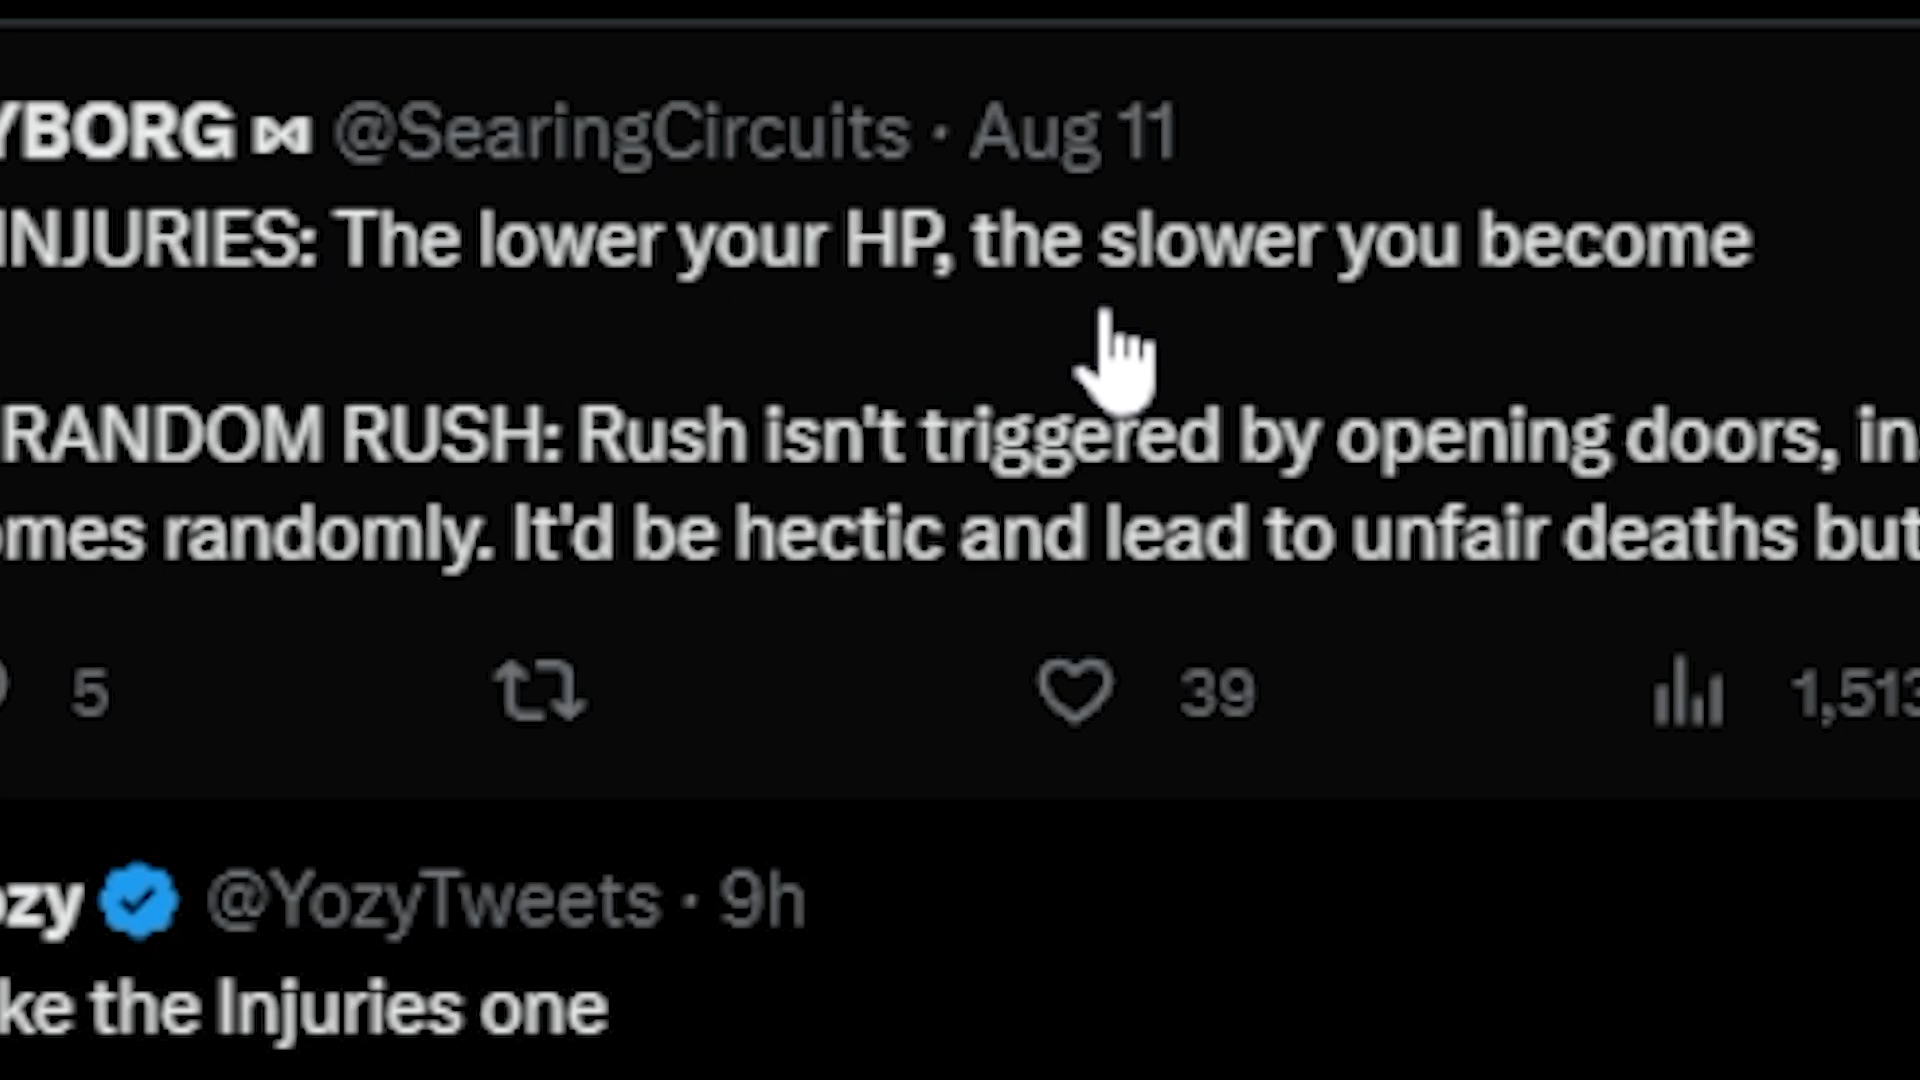 YBORG ⋈ @SearingCircuits · Aug 11
INJURIES: The lower your HP, the slower you become
RANDOM RUSH: Rush isn't triggered by opening doors, in
omes randomly. It'd be hectic and lead to unfair deaths but
5 39 1,513
ozy @YozyTweets · 9h
ke the Injuries one